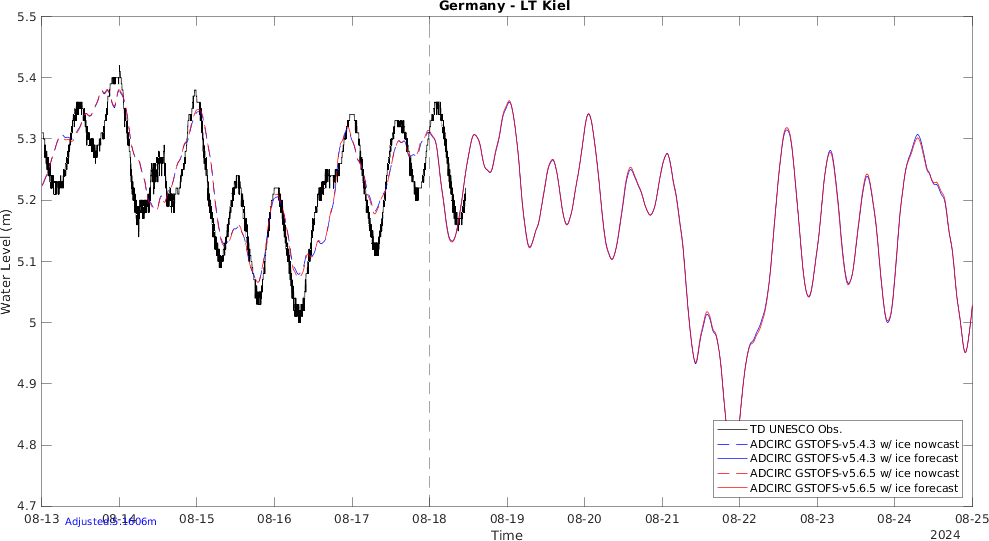 Germany - LT Kiel
5.5
5.4
5.3
5.2
5.1
5
4.9
4.8
4.7
Water Level (m)
TD UNESCO Obs.
ADCIRC GSTOFS-v5.4.3 w/ ice nowcast
ADCIRC GSTOFS-v5.4.3 w/ ice forecast
ADCIRC GSTOFS-v5.6.5 w/ ice nowcast
ADCIRC GSTOFS-v5.6.5 w/ ice forecast
08-13 08-14 08-15 08-16 08-17 08-18 08-19 08-20 08-21 08-22 08-23 08-24 08-25
Adjusted:5.1606m
Time
2024